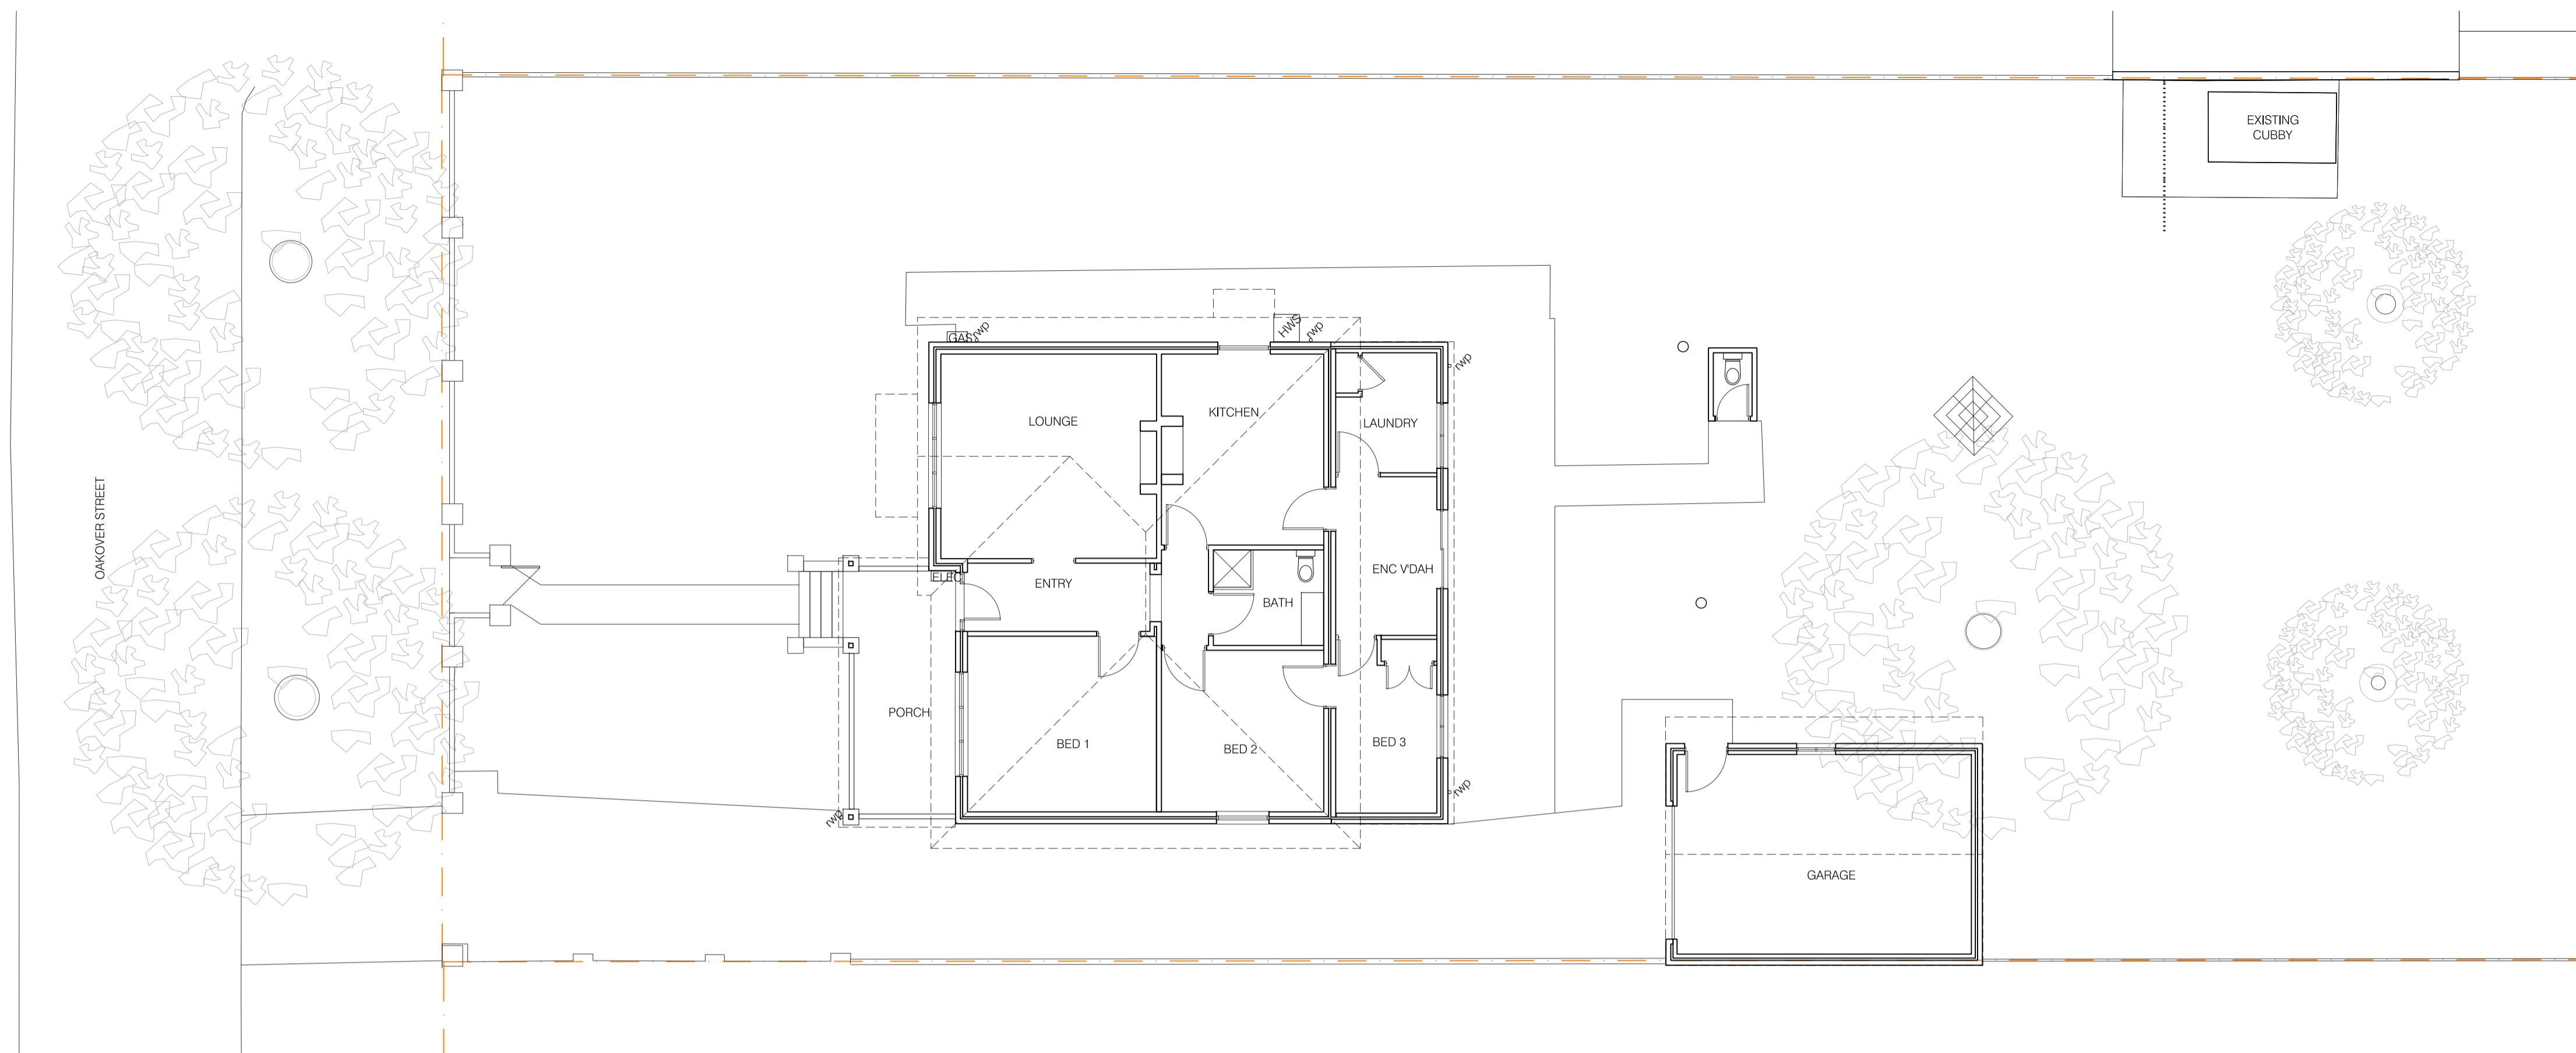 EXISTING
CUBBY
OAKOVER STREET
GAS
rwp
HWS
rwp
rwp
LOUNGE
KITCHEN
LAUNDRY
ELEC
ENTRY
BATH
ENC V'DAH
PORCH
BED 1
BED 2
BED 3
rwp
rwp
GARAGE